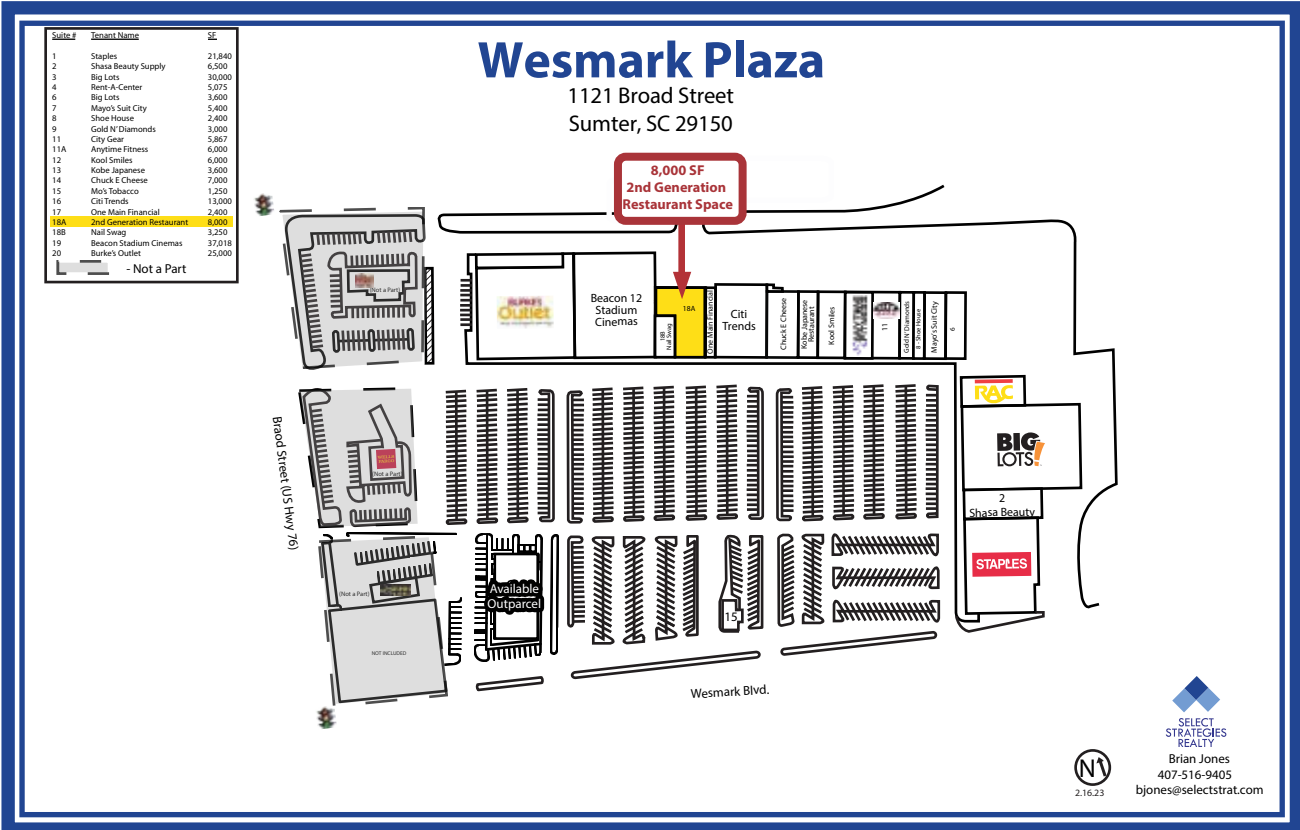 Suite # Tenant Name SF
1 Staples 21,840
2 Shasa Beauty Supply 6,500
3 Big Lots 30,000
4 Rent-A-Center 5,075
6 Big Lots 3,600
7 Mayo's Suit City 5,400
8 Shoe House 2,400
9 Gold N' Diamonds 3,000
11 City Gear 5,867
11A Anytime Fitness 6,000
12 Kool Smiles 6,000
13 Kobe Japanese 3,600
14 Chuck E Cheese 7,000
15 Mo's Tobacco 1,250
16 Citi Trends 13,000
17 One Main Financial 2,400
18A 2nd Generation Restaurant 8,000
18B Nail Swag 3,250
19 Beacon Stadium Cinemas 37,018
20 Burke's Outlet 25,000
- Not a Part
Wesmark Plaza
1121 Broad Street
Sumter, SC 29150
8,000 SF
2nd Generation
Restaurant Space
(Not a Part)
BURKES
Outlet
Beacon 12
Stadium
Cinemas
18B
Nail Swag
18A
One Main Financial
Citi
Trends
Chuck E Cheese
Kobe Japanese
Restaurant
Kool Smiles
11
Gold N' Diamonds
8 - Shoe House
Mayo's Suit City
6
RAC
BIG
LOTS!
2
Shasa Beauty
STAPLES
Braod Street (US Hwy 76)
WELLS
FARGO
(Not a Part)
(Not a Part)
NOT INCLUDED
Available
Outparcel
15
Wesmark Blvd.
N
2.16.23
SELECT
STRATEGIES
REALTY
Brian Jones
407-516-9405
bjones@selectstrat.com